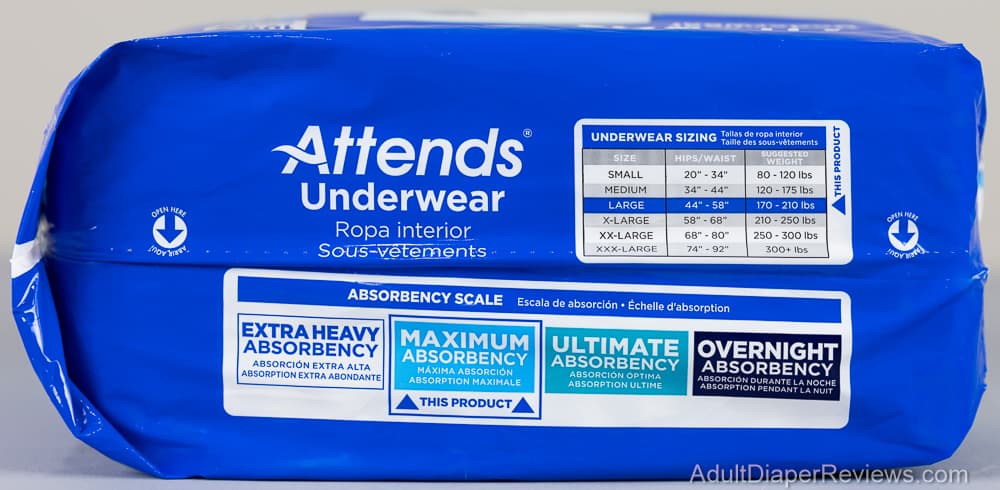 Attends®
Underwear
Ropa interior
Sous-vêtements
OPEN HERE
ABRIR AQUÍ
UNDERWEAR SIZING Tallas de ropa interior
Taille des sous-vêtements
SIZE HIPS/WAIST SUGGESTED WEIGHT
SMALL 20" - 34" 80 - 120 lbs
MEDIUM 34" - 44" 120 - 175 lbs
LARGE 44" - 58" 170 - 210 lbs
X-LARGE 58" - 68" 210 - 250 lbs
XX-LARGE 68" - 80" 250 - 300 lbs
XXX-LARGE 74" - 92" 300+ lbs
THIS PRODUCT
OPEN HERE
ABRIR AQUÍ
ABSORBENCY SCALE Escala de absorción • Échelle d'absorption
EXTRA HEAVY
ABSORBENCY
ABSORCIÓN EXTRA ALTA
ABSORPTION EXTRA ABONDANTE
MAXIMUM
ABSORBENCY
MÁXIMA ABSORCIÓN
ABSORPTION MAXIMALE
THIS PRODUCT
ULTIMATE
ABSORBENCY
ABSORCIÓN ÓPTIMA
ABSORPTION ULTIME
OVERNIGHT
ABSORBENCY
ABSORCIÓN DURANTE LA NOCHE
ABSORPTION PENDANT LA NUIT
AdultDiaperReviews.com